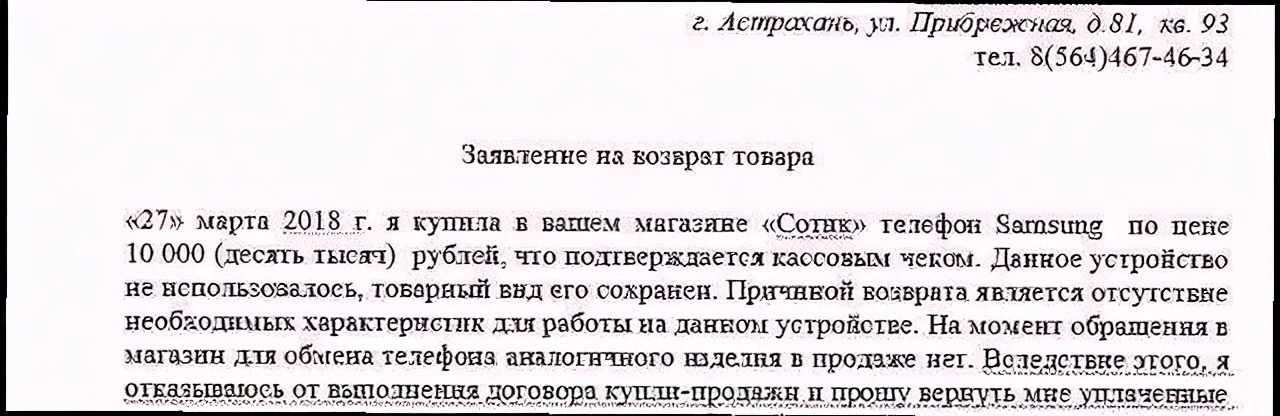 г. Астрахань, ул. Прибрежная, д.81, кв. 93
тел. 8(564)467-46-34
Заявление на возврат товара
«27» марта 2018 г. я купила в вашем магазине «Сотик» телефон Samsung по цене
10 000 (десять тысяч) рублей, что подтверждается кассовым чеком. Данное устройство
не использовалось, товарный вид его сохранен. Причиной возврата является отсутствие
необходимых характеристик для работы на данном устройстве. На момент обращения в
магазин для обмена телефона аналогичного изделия в продаже нет. Вследствие этого, я
отказываюсь от выполнения договора купли-продажи и прошу вернуть мне уплаченные